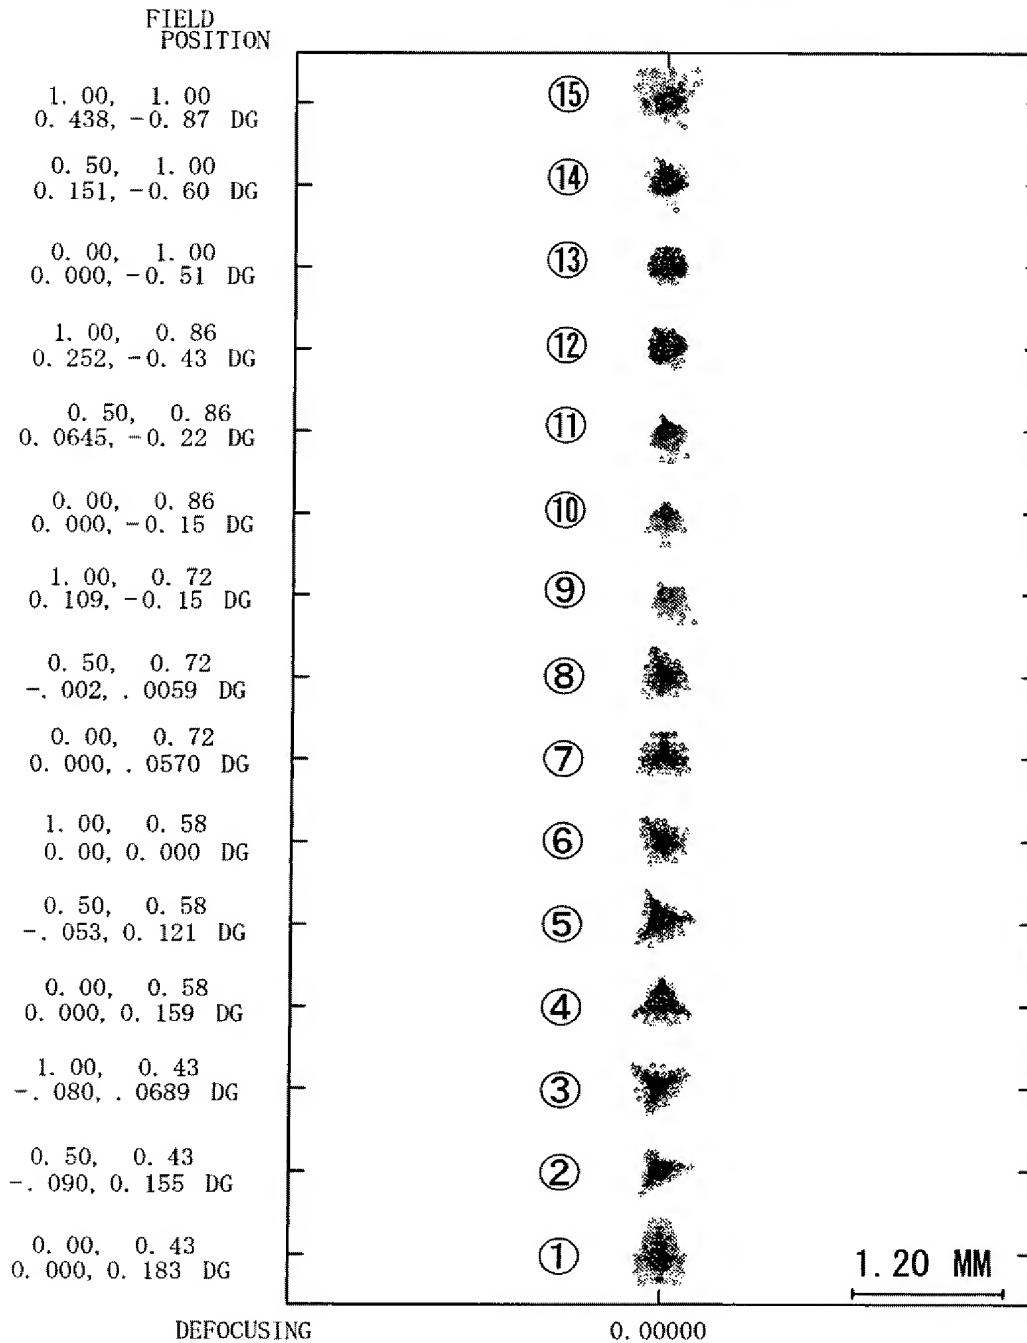 FIELD
POSITION
1. 00, 1. 00
0. 438, -0. 87 DG
⑮
0. 50, 1. 00
0. 151, -0. 60 DG
⑭
0. 00, 1. 00
0. 000, -0. 51 DG
⑬
1. 00, 0. 86
0. 252, -0. 43 DG
⑫
0. 50, 0. 86
0. 0645, -0. 22 DG
⑪
0. 00, 0. 86
0. 000, -0. 15 DG
⑩
1. 00, 0. 72
0. 109, -0. 15 DG
⑨
0. 50, 0. 72
-. 002, . 0059 DG
⑧
0. 00, 0. 72
0. 000, . 0570 DG
⑦
1. 00, 0. 58
0. 00, 0. 000 DG
⑥
0. 50, 0. 58
-. 053, 0. 121 DG
⑤
0. 00, 0. 58
0. 000, 0. 159 DG
④
1. 00, 0. 43
-. 080, . 0689 DG
③
0. 50, 0. 43
-. 090, 0. 155 DG
②
0. 00, 0. 43
0. 000, 0. 183 DG
①
1. 20 MM
DEFOCUSING 0. 00000